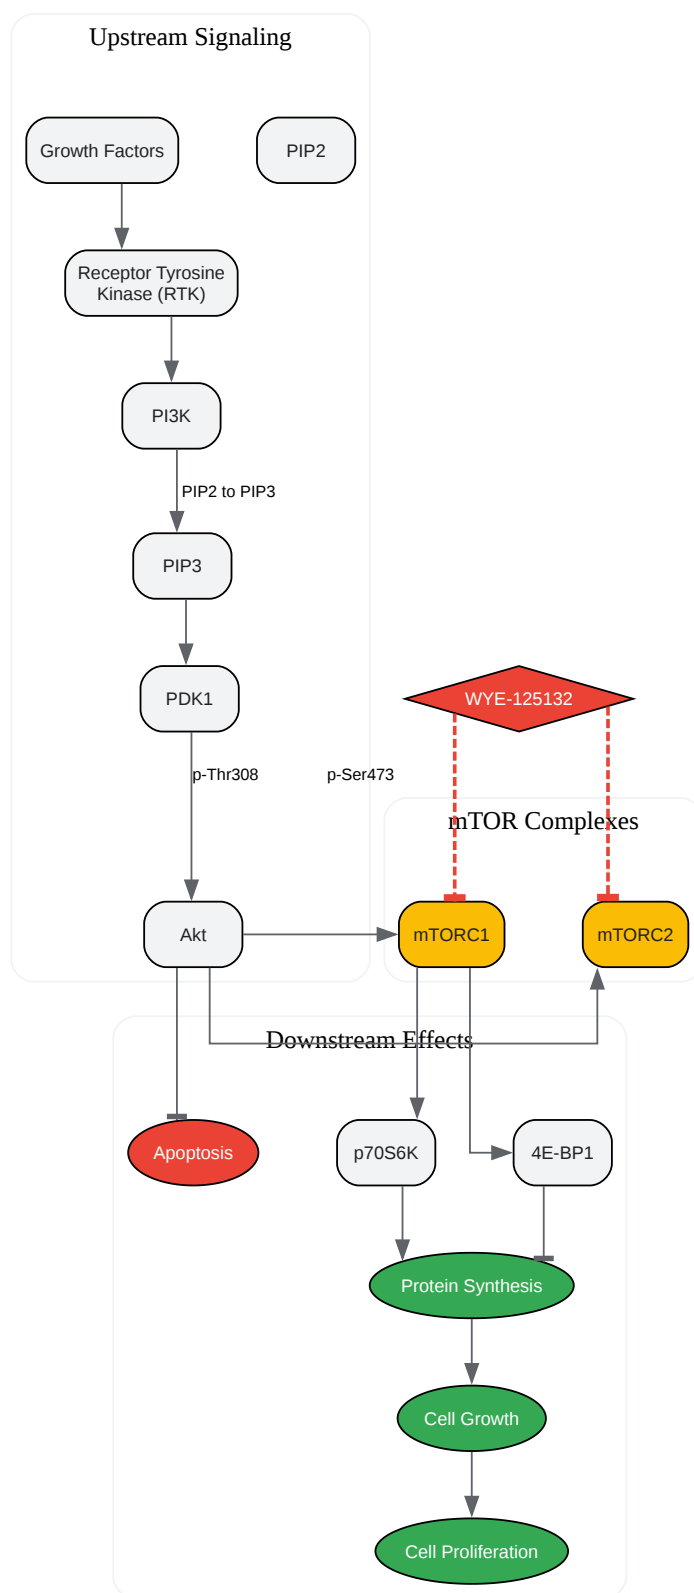 Upstream Signaling
Growth Factors
PIP2
Receptor Tyrosine
Kinase (RTK)
PI3K
PIP2 to PIP3
PIP3
PDK1
WYE-125132
p-Thr308
p-Ser473
mTOR Complexes
Akt
mTORC1
mTORC2
Downstream Effects
Apoptosis
p70S6K
4E-BP1
Protein Synthesis
Cell Growth
Cell Proliferation